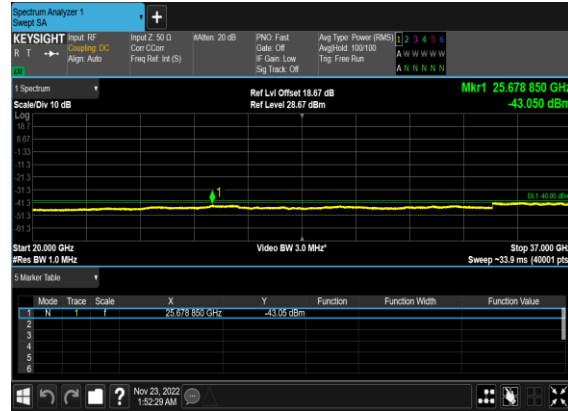 Spectrum Analyzer 1
Swept SA
+
KEYSIGHT Input: RF Input Z: 50 Ω #Atten: 20 dB PNO: Fast Avg Type: Power (RMS) 1 2 3 4 5 6
R T Coupling: DC Corr CCorr Gate: Off Avg|Hold: 100/100 A W W W W W
Align: Auto Freq Ref: Int (S) IF Gain: Low Trig: Free Run
Sig Track: Off A N N N N N
1 Spectrum Ref Lvl Offset 18.67 dB Mkr1 25.678 850 GHz
Scale/Div 10 dB Ref Level 28.67 dBm -43.050 dBm
Log
18.7
8.67
-1.33
-11.3
-21.3
-31.3
1
DL1 -40.00 dBm
-41.3
-51.3
-61.3
Start 20.000 GHz Video BW 3.0 MHz* Stop 37.000 GHz
#Res BW 1.0 MHz Sweep ~33.9 ms (40001 pts)
5 Marker Table
Mode Trace Scale X Y Function Function Width Function Value
1 N 1 f 25.678 850 GHz -43.05 dBm
2
3
4
5
6
? Nov 23, 2022
1:52:29 AM